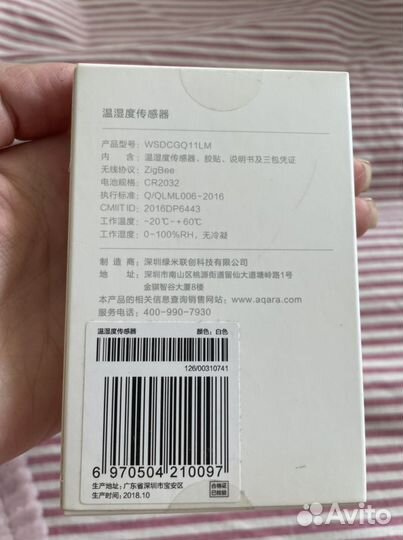 温湿度传感器
产品型号: WSDCGQ11LM
内 含: 温湿度传感器、胶贴、说明书及三包凭证
无线协议: ZigBee
电池规格: CR2032
执行标准: Q/QLML006-2016
CMIIT ID: 2016DP6443
工作温度: -20℃-+60℃
工作湿度: 0-100%RH, 无冷凝
制 造 商: 深圳绿米联创科技有限公司
地 址: 深圳市南山区桃源街道留仙大道塘岭路1号
金骐智谷大厦8楼
本产品的相关信息查询销售网站: www.aqara.com
服务电话: 400-990-7930
温湿度传感器 颜色: 白色
126/00310741
6 970504 210097
生产地址: 广东省深圳市宝安区
生产时间: 2018.10
合格证
已检验
Avito